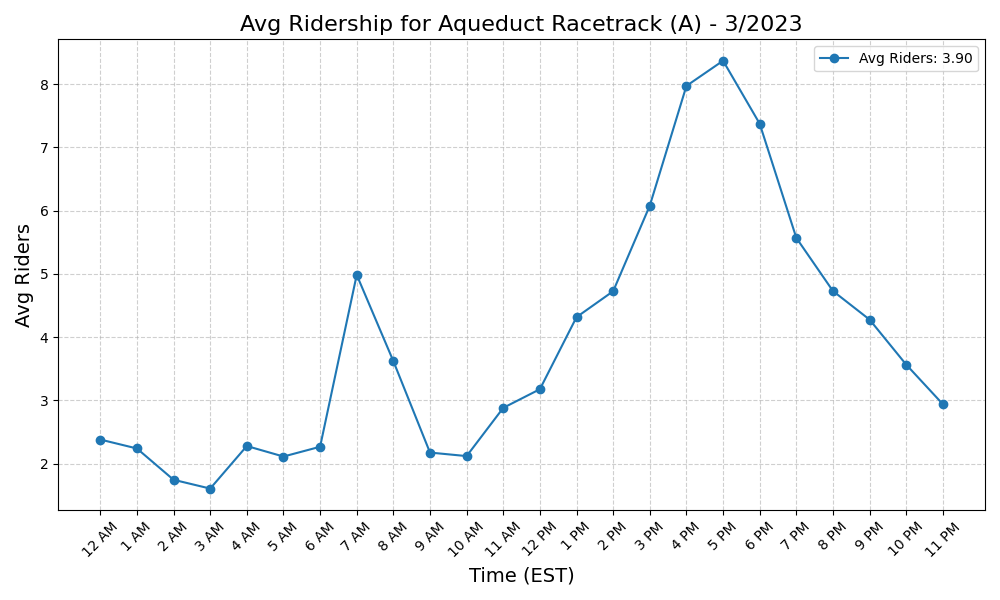 Avg Ridership for Aqueduct Racetrack (A) - 3/2023
Avg Riders: 3.90
Avg Riders
8
7
6
5
4
3
2
12 AM
1 AM
2 AM
3 AM
4 AM
5 AM
6 AM
7 AM
8 AM
9 AM
10 AM
11 AM
12 PM
1 PM
2 PM
3 PM
4 PM
5 PM
6 PM
7 PM
8 PM
9 PM
10 PM
11 PM
Time (EST)